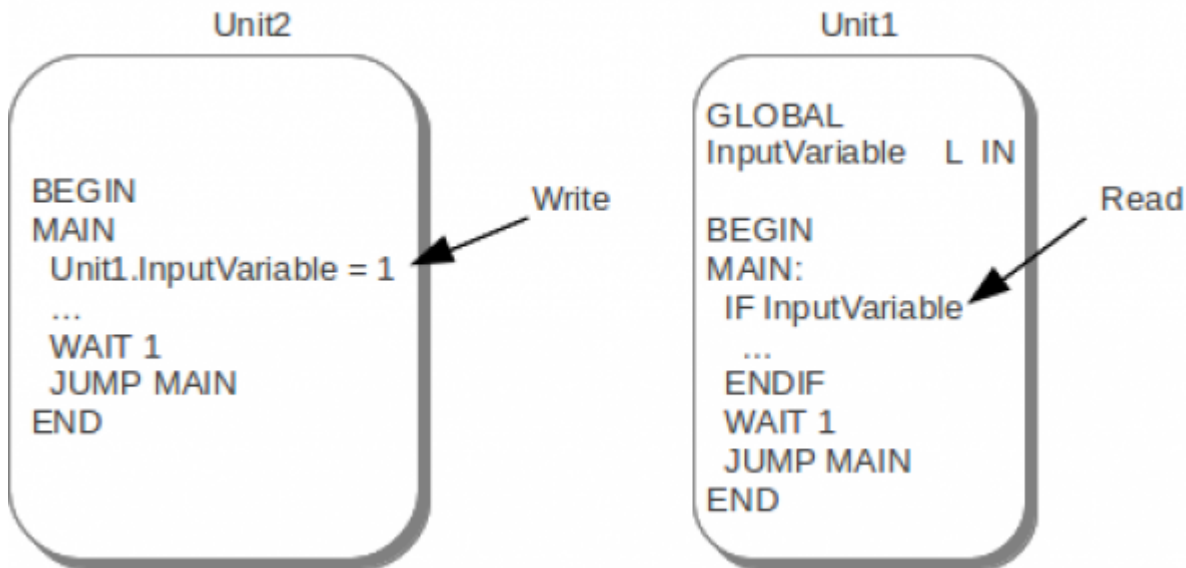 Unit2
BEGIN
MAIN
Unit1.InputVariable = 1
...
WAIT 1
JUMP MAIN
END
Write
Unit1
GLOBAL
InputVariable L IN
BEGIN
MAIN:
IF InputVariable
...
ENDIF
WAIT 1
JUMP MAIN
END
Read